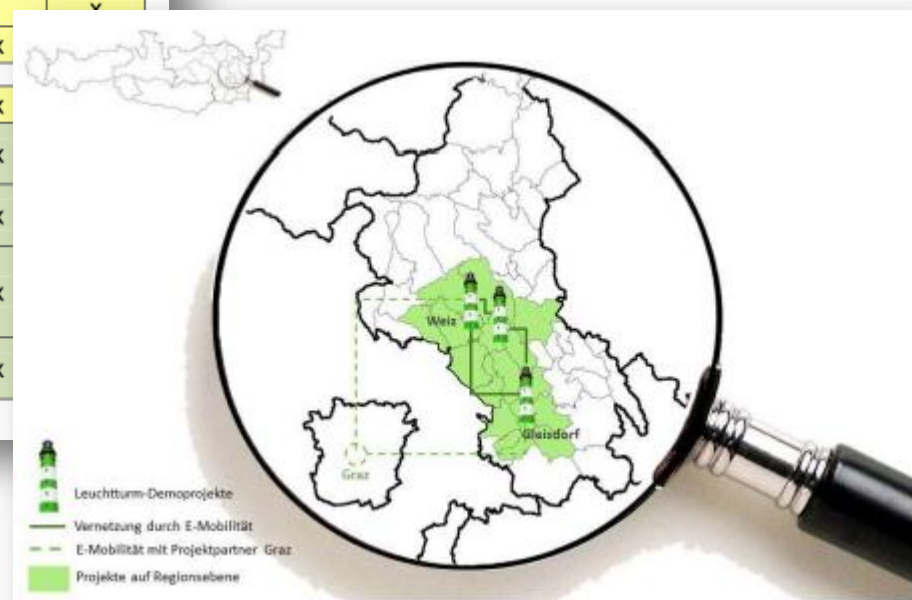 X
X
X
X
X
X
X
Weiz
Gleisdorf
Graz
Leuchtturm-Demoprojekte
Vernetzung durch E-Mobilität
E-Mobilität mit Projektpartner Graz
Projekte auf Regionsebene